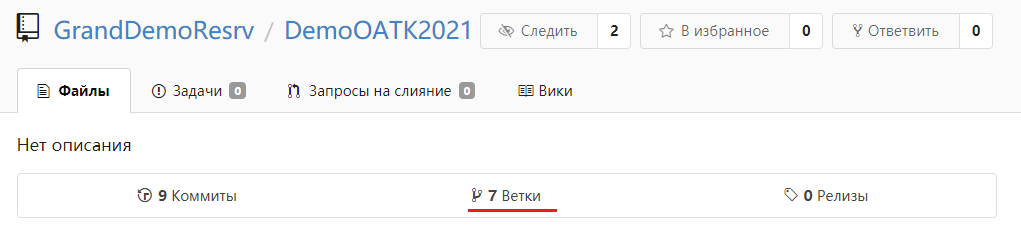 GrandDemoResrv / DemoOATK2021 Следить 2 В избранное 0 Ответвить 0
Файлы Задачи 0 Запросы на слияние 0 Вики
Нет описания
9 Коммиты 7 Ветки 0 Релизы